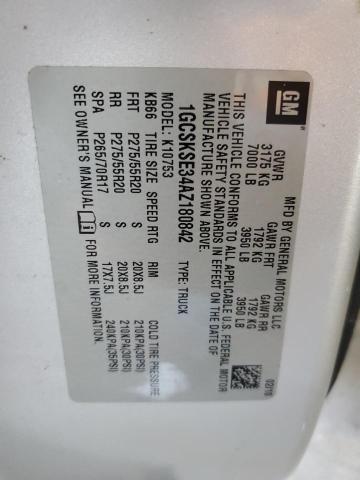 GM
MFD BY GENERAL MOTORS LLC 02/10
GVWR GAWR FRT GAWR RR
3175 KG 1792 KG 1792 KG
7000 LB 3950 LB 3950 LB
THIS VEHICLE CONFORMS TO ALL APPLICABLE U.S. FEDERAL MOTOR
VEHICLE SAFETY STANDARDS IN EFFECT ON THE DATE OF
MANUFACTURE SHOWN ABOVE.
1GCSKSE34AZ180842 TYPE: TRUCK
MODEL: K10753
KB66 TIRE SIZE SPEED RTG RIM COLD TIRE PRESSURE
FRT P275/55R20 S 20X8.5J 210KPA(30PSI)
RR P275/55R20 S 20X8.5J 210KPA(30PSI)
SPA P265/70R17 S 17X7.5J 240KPA(35PSI)
SEE OWNER'S MANUAL FOR MORE INFORMATION.